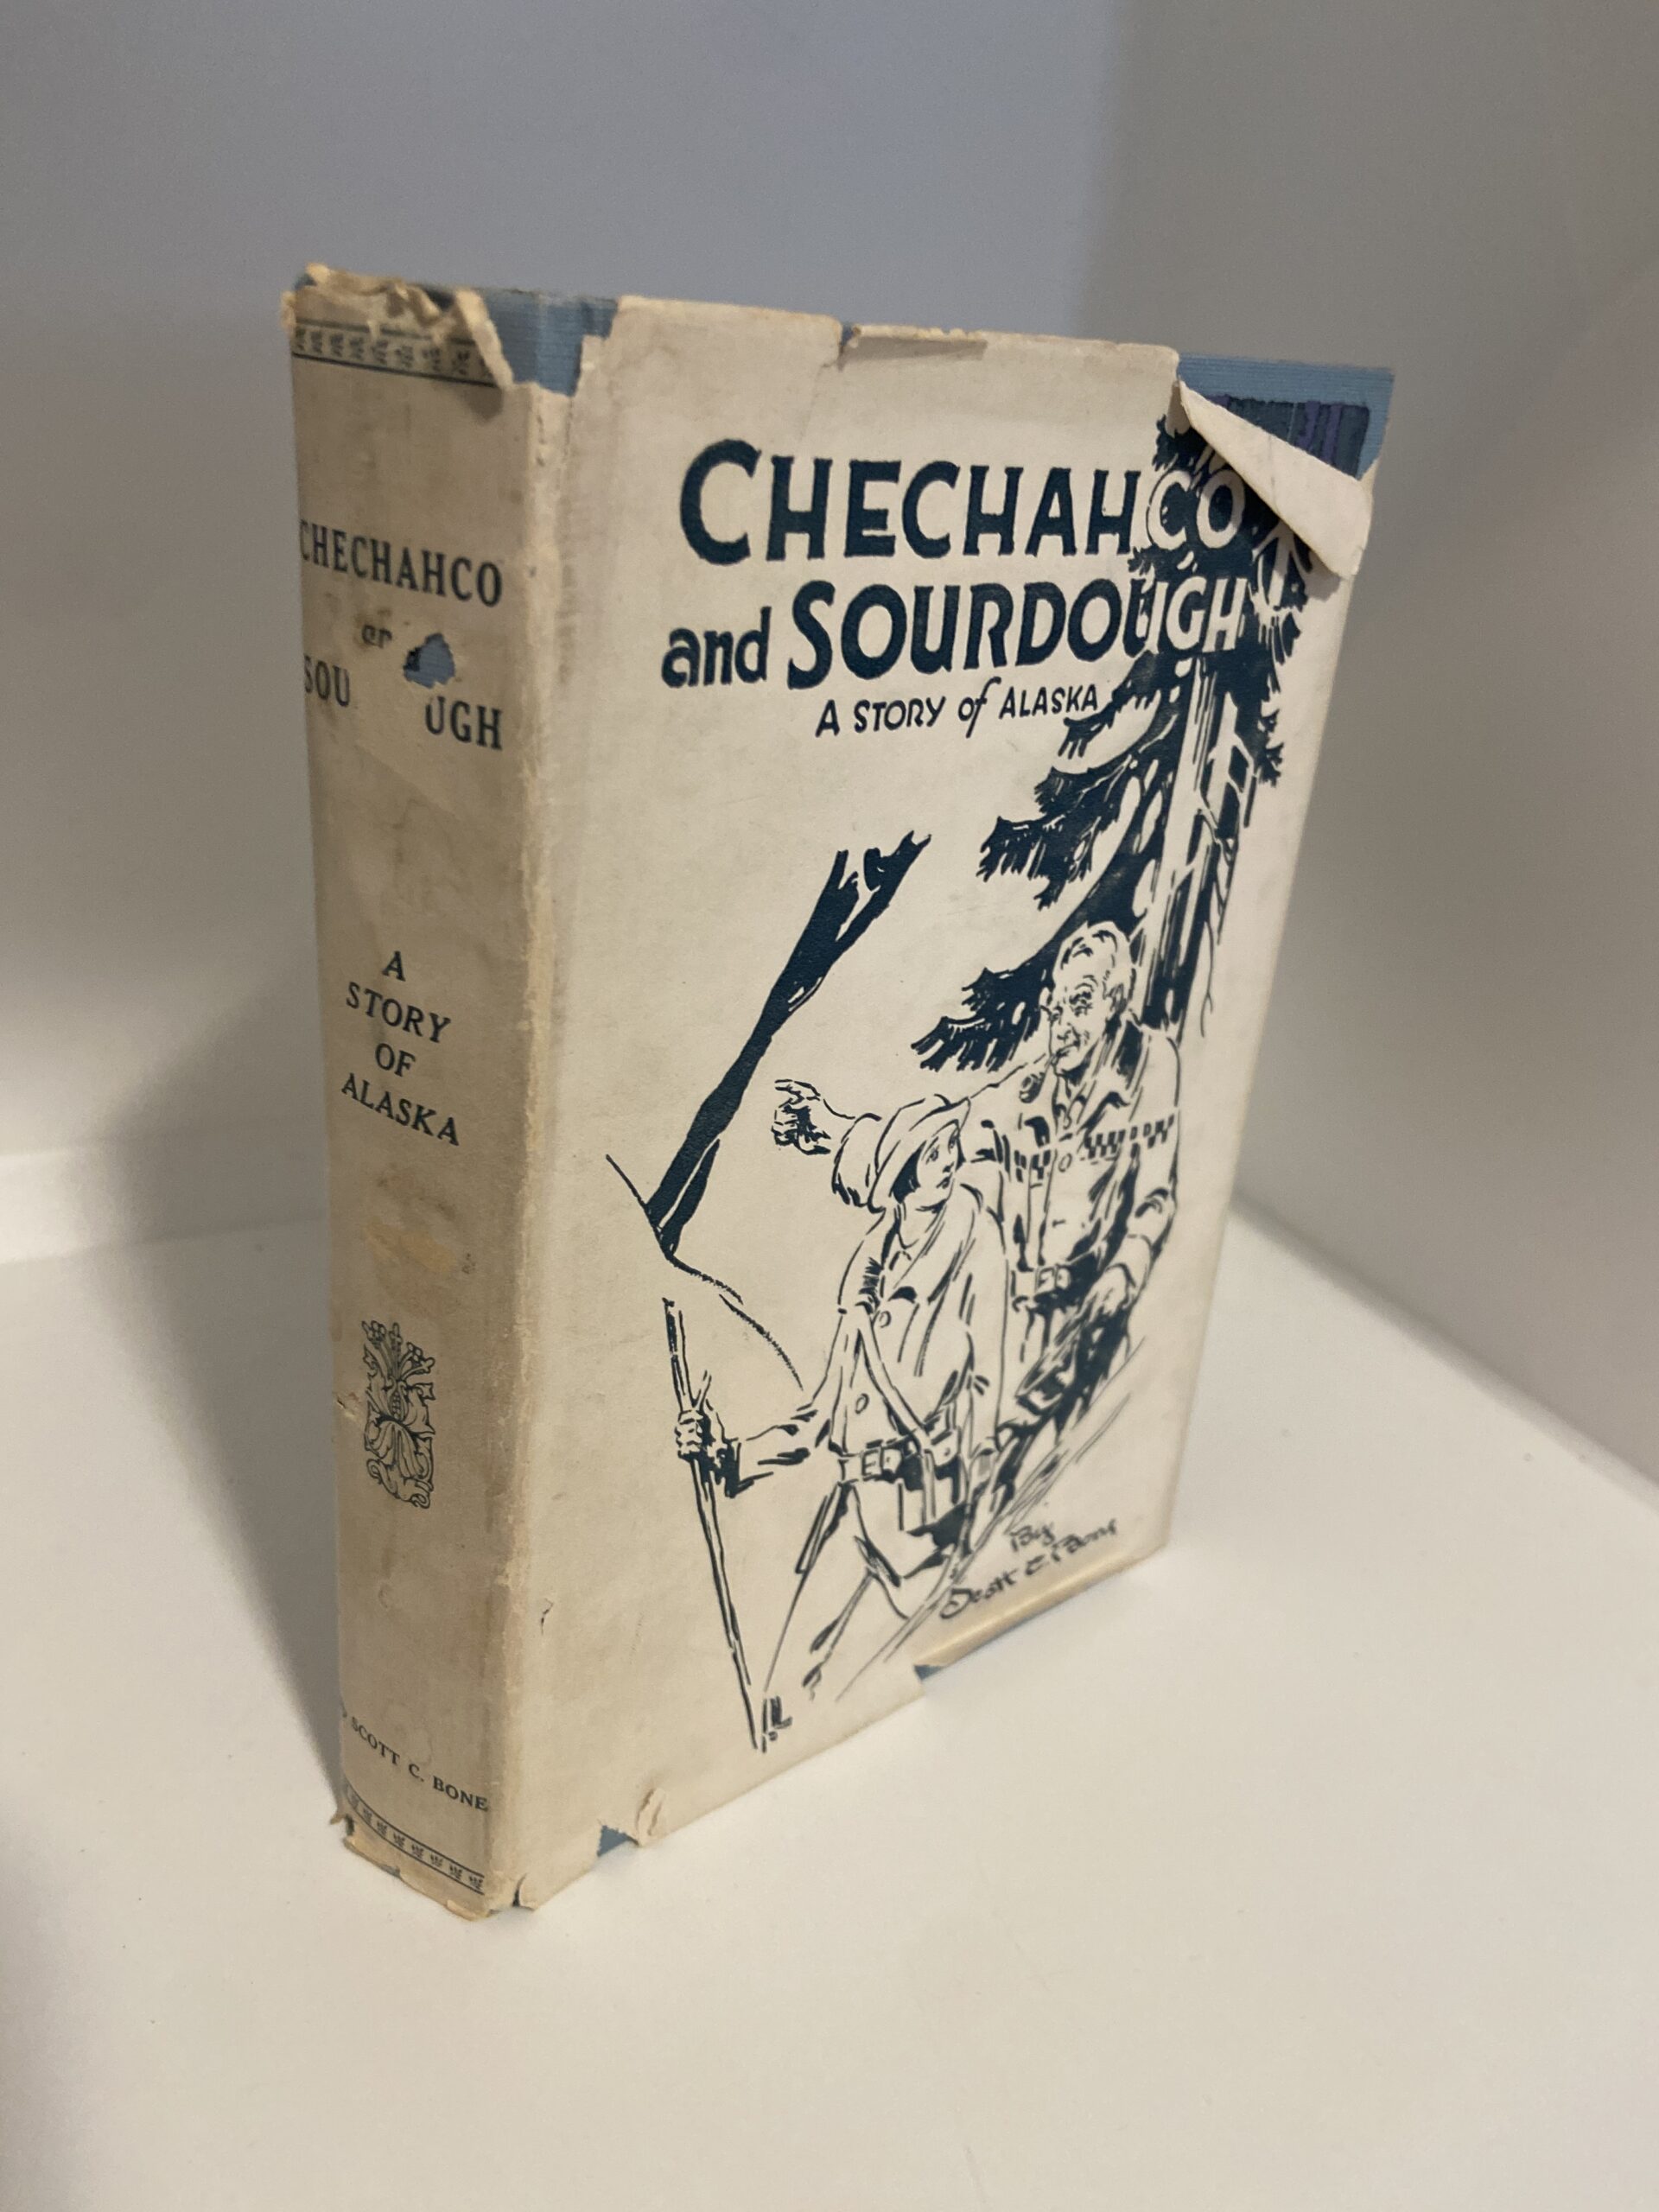 CHECHAHCO
SOU UGH
A
STORY
OF
ALASKA
SCOTT C. BONE
CHECHAHCO
and SOURDOUGH
A STORY of ALASKA
By
Scott C Bone